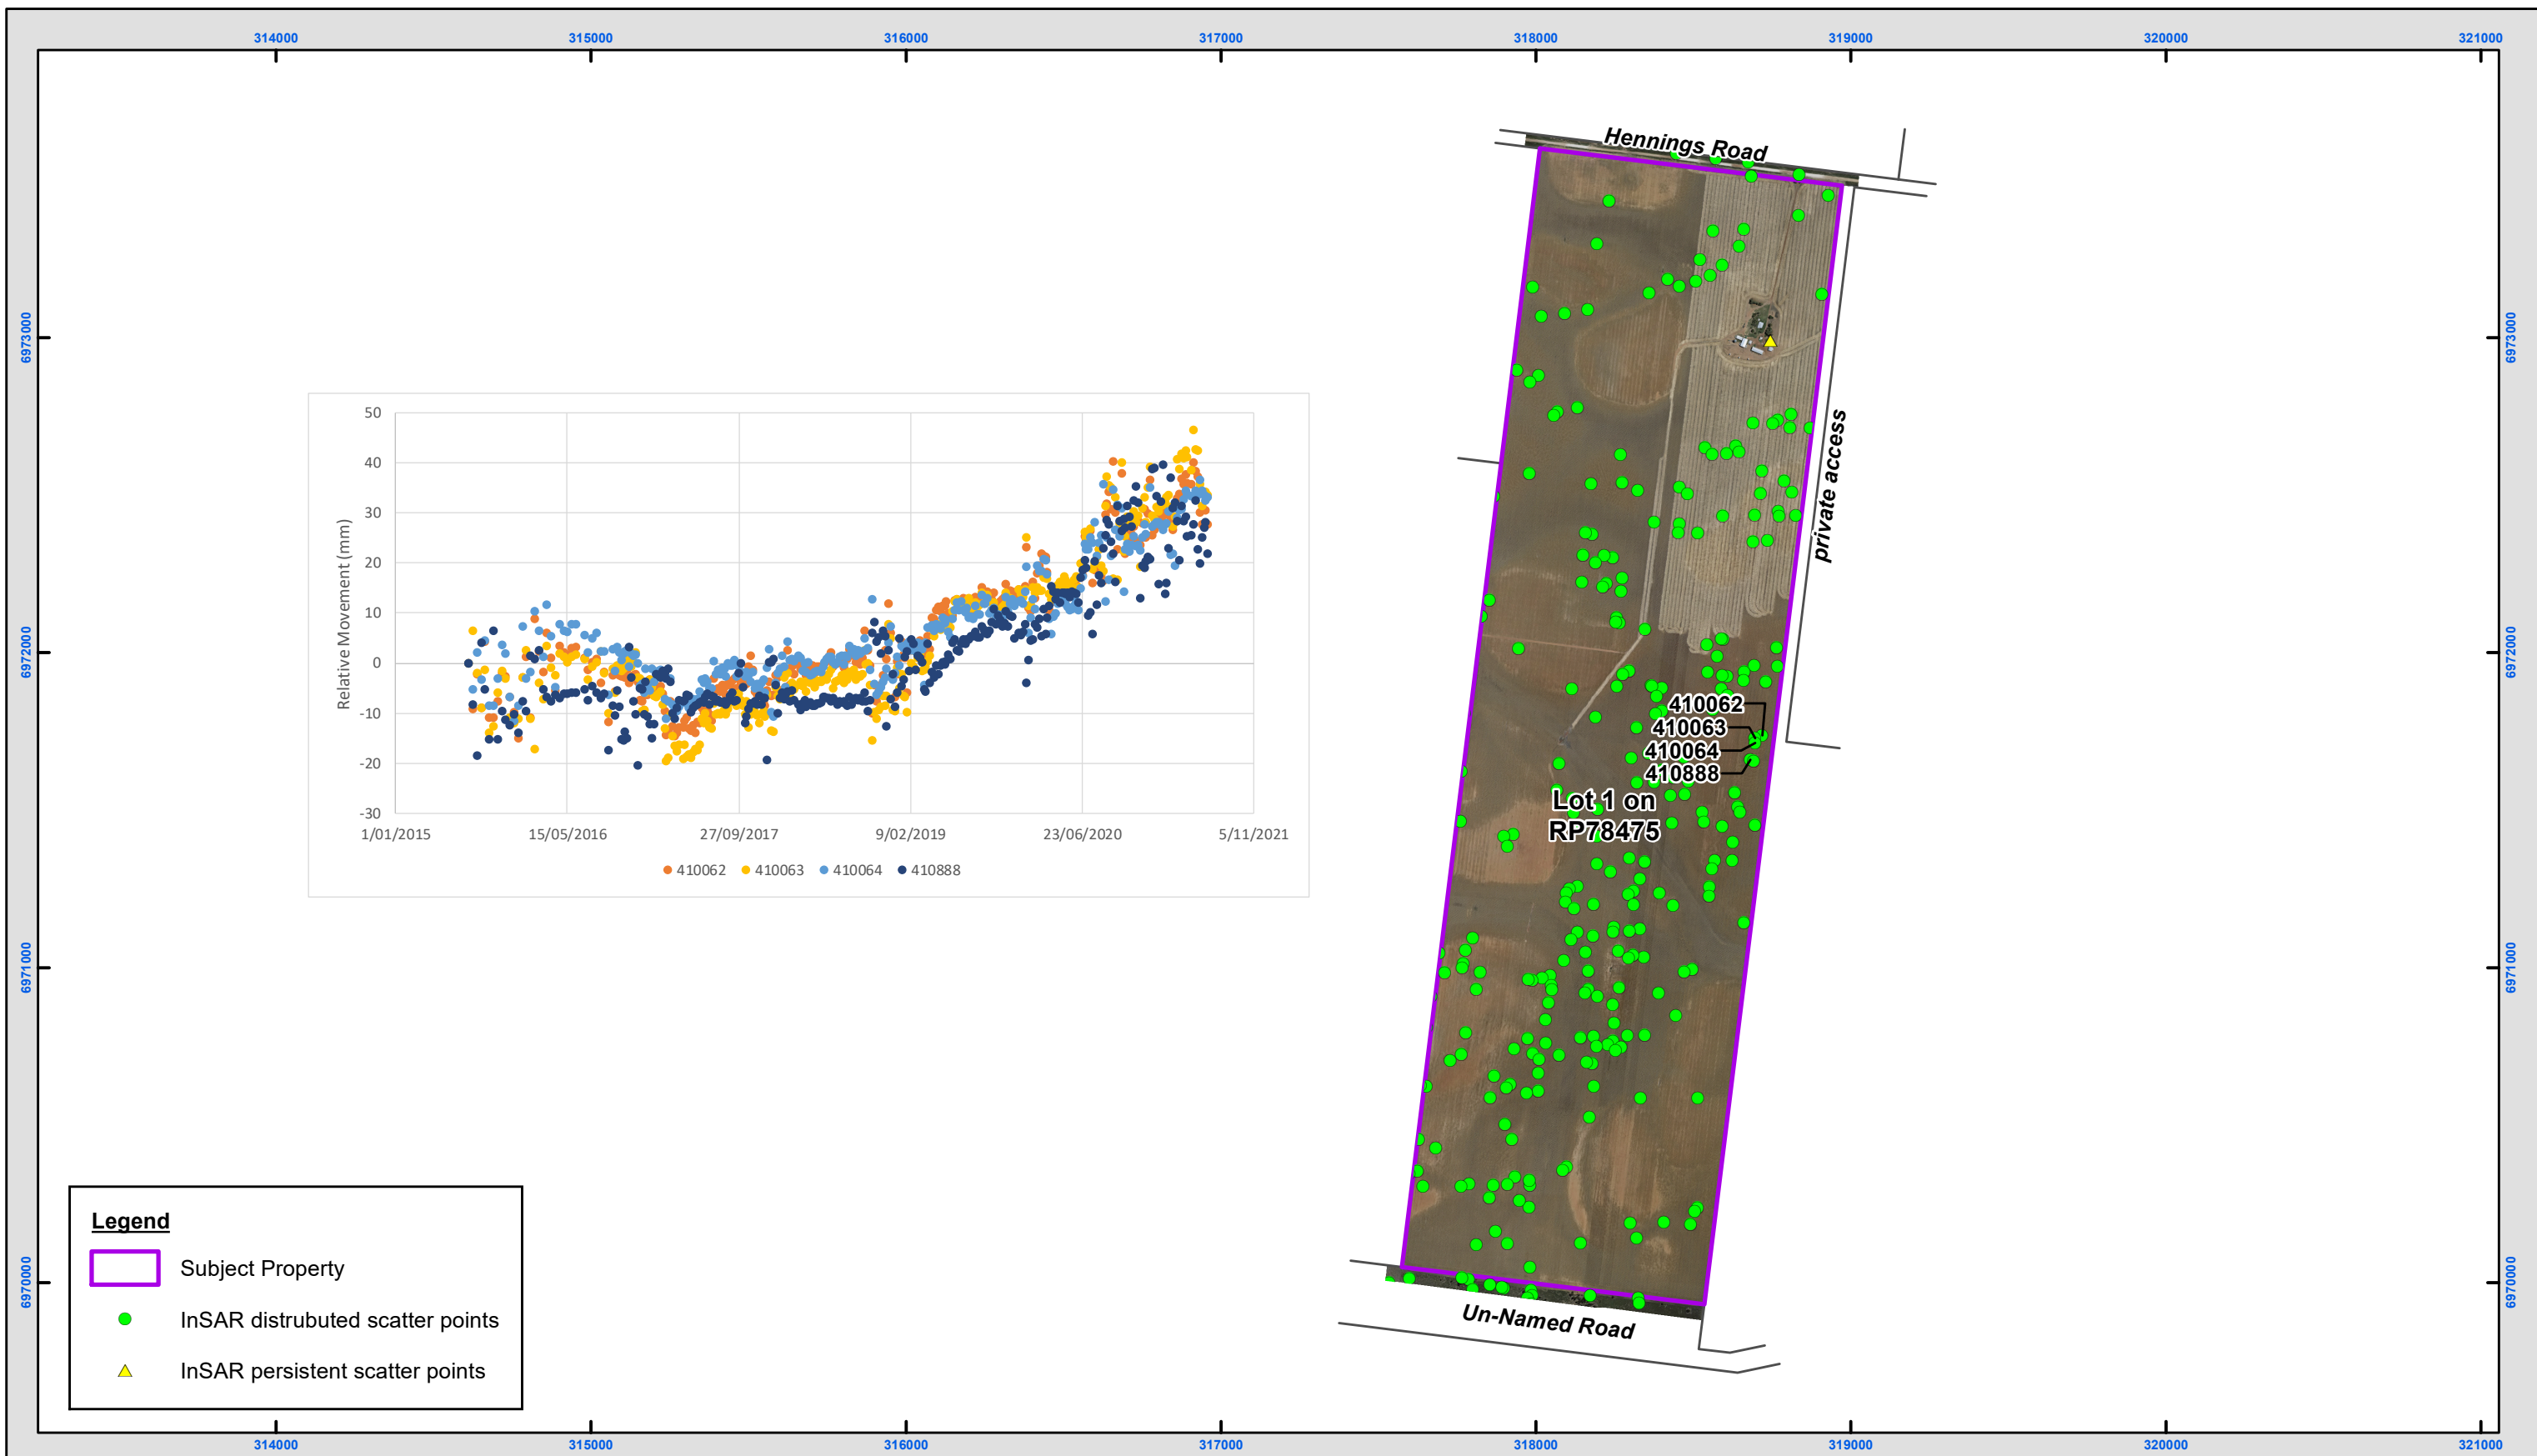 314000 315000 316000 317000 318000 319000 320000 321000
Hennings Road
6973000
6973000
private access
50
40
30
20
10
0
-10
-20
-30
Relative Movement (mm)
1/01/2015 15/05/2016 27/09/2017 9/02/2019 23/06/2020 5/11/2021
410062 410063 410064 410888
6972000
6972000
410062
410063
410064
410888
Lot 1 on
RP78475
6971000
6971000
Legend
Subject Property
InSAR distrubuted scatter points
InSAR persistent scatter points
6970000
6970000
Un-Named Road
314000 315000 316000 317000 318000 319000 320000 321000